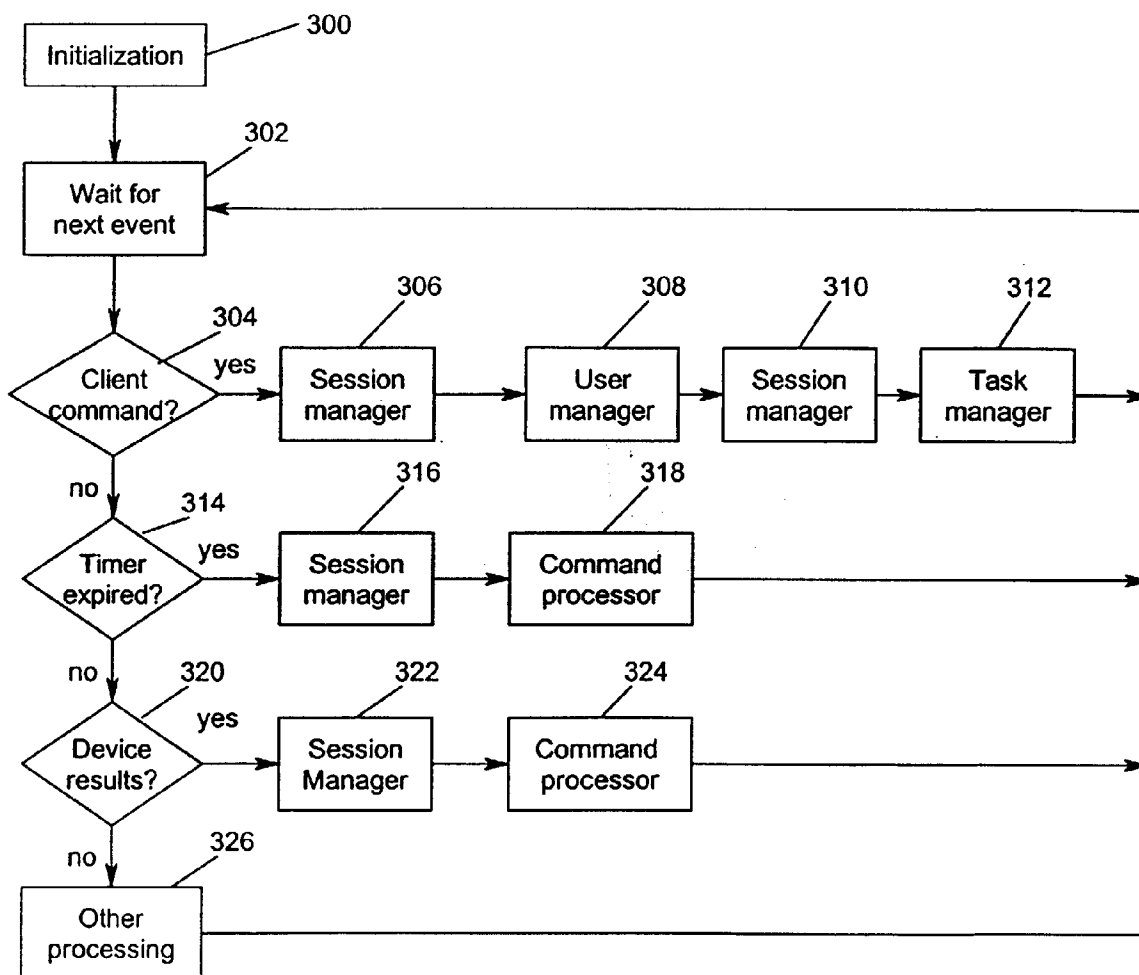 300
Initialization
302
Wait for
next event
304
306
308
310
312
Client
command?
yes
Session
manager
User
manager
Session
manager
Task
manager
no
314
316
318
Timer
expired?
yes
Session
manager
Command
processor
no
320
322
324
Device
results?
yes
Session
Manager
Command
processor
no
326
Other
processing